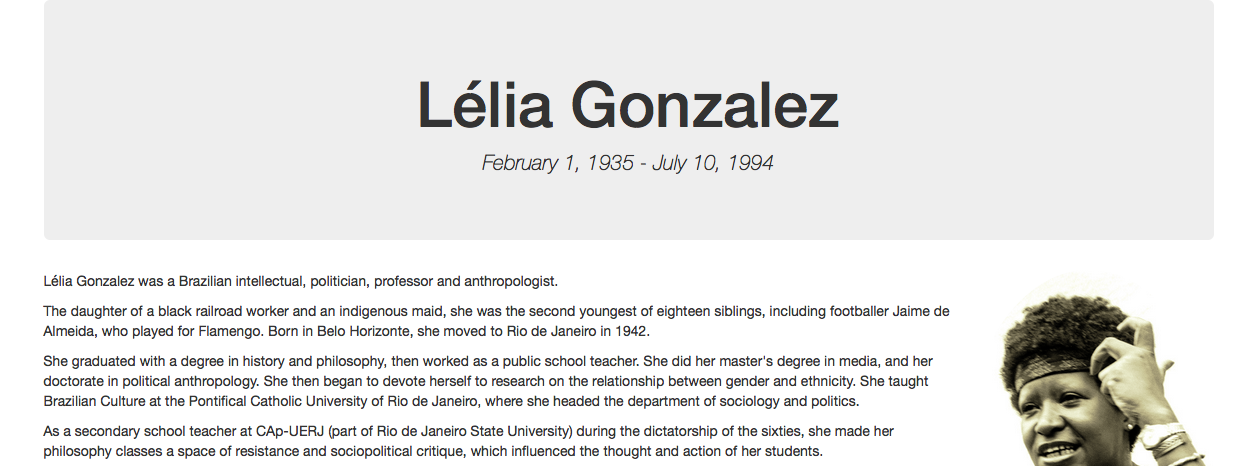 Lélia Gonzalez
February 1, 1935 - July 10, 1994
Lélia Gonzalez was a Brazilian intellectual, politician, professor and anthropologist.
The daughter of a black railroad worker and an indigenous maid, she was the second youngest of eighteen siblings, including footballer Jaime de
Almeida, who played for Flamengo. Born in Belo Horizonte, she moved to Rio de Janeiro in 1942.
She graduated with a degree in history and philosophy, then worked as a public school teacher. She did her master's degree in media, and her
doctorate in political anthropology. She then began to devote herself to research on the relationship between gender and ethnicity. She taught
Brazilian Culture at the Pontifical Catholic University of Rio de Janeiro, where she headed the department of sociology and politics.
As a secondary school teacher at CAp-UERJ (part of Rio de Janeiro State University) during the dictatorship of the sixties, she made her
philosophy classes a space of resistance and sociopolitical critique, which influenced the thought and action of her students.